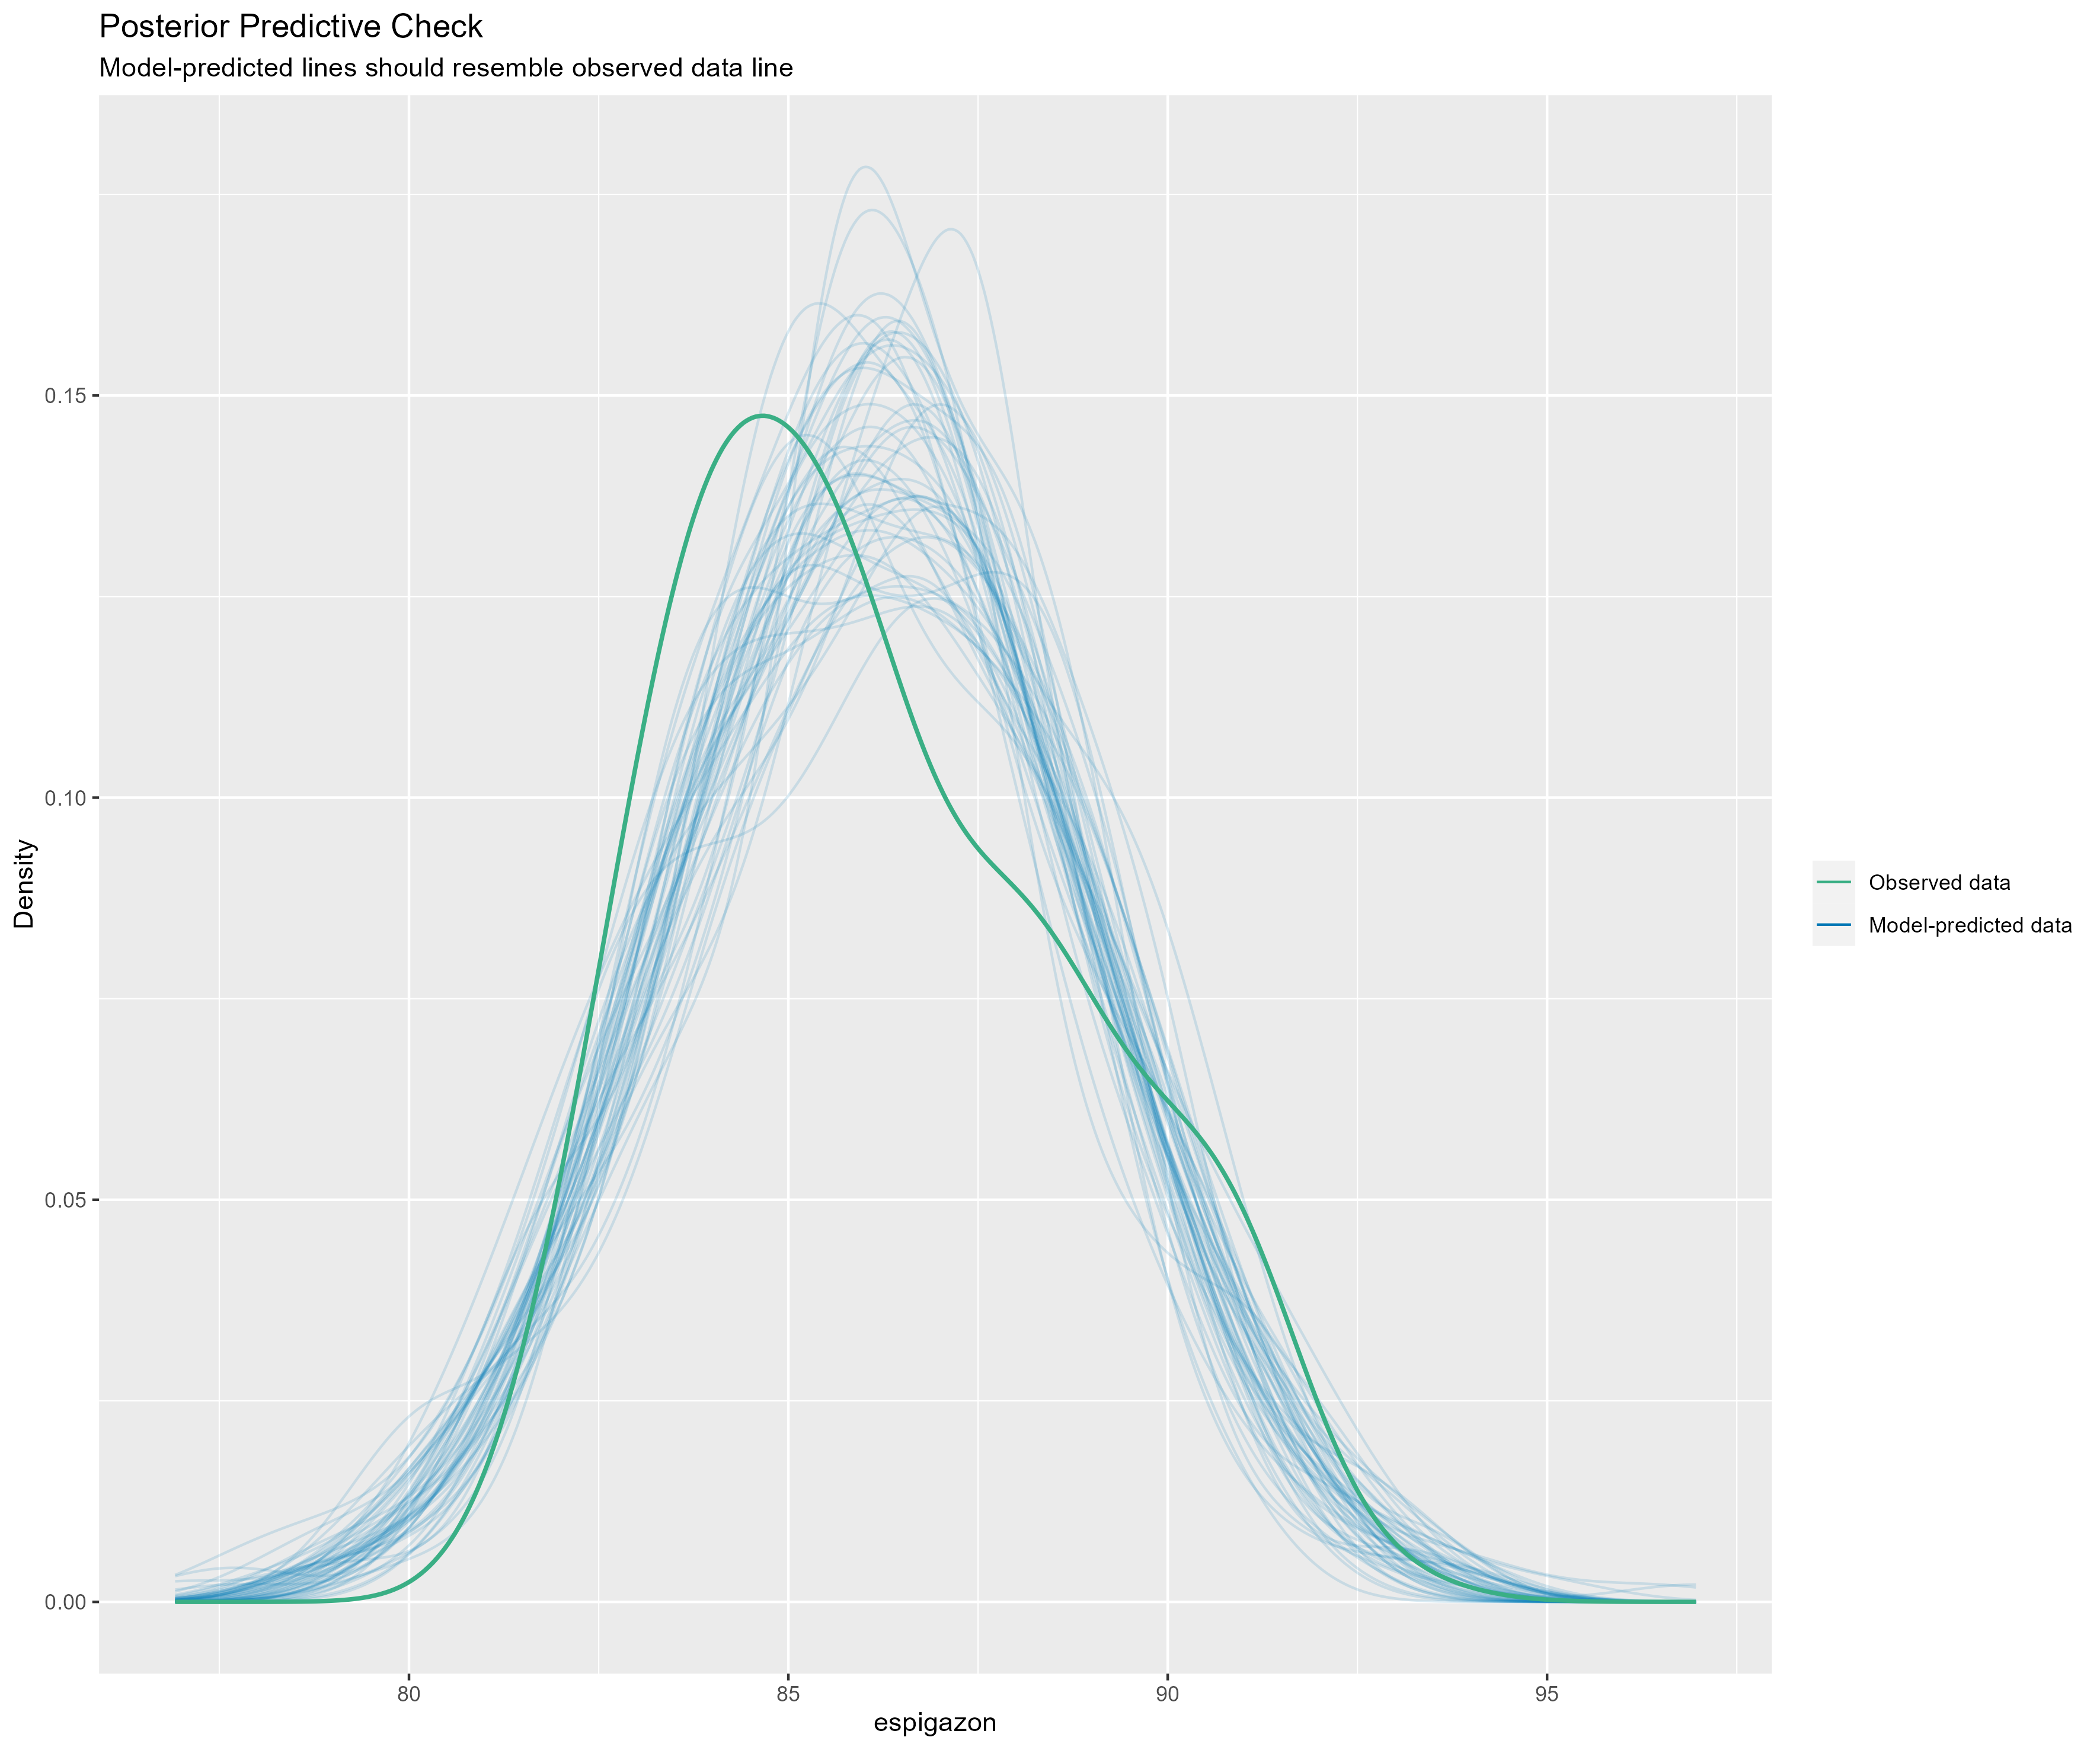 Posterior Predictive Check
Model-predicted lines should resemble observed data line
0.15
0.10
0.05
0.00
Density
80
85
90
95
espigazon
Observed data
Model-predicted data